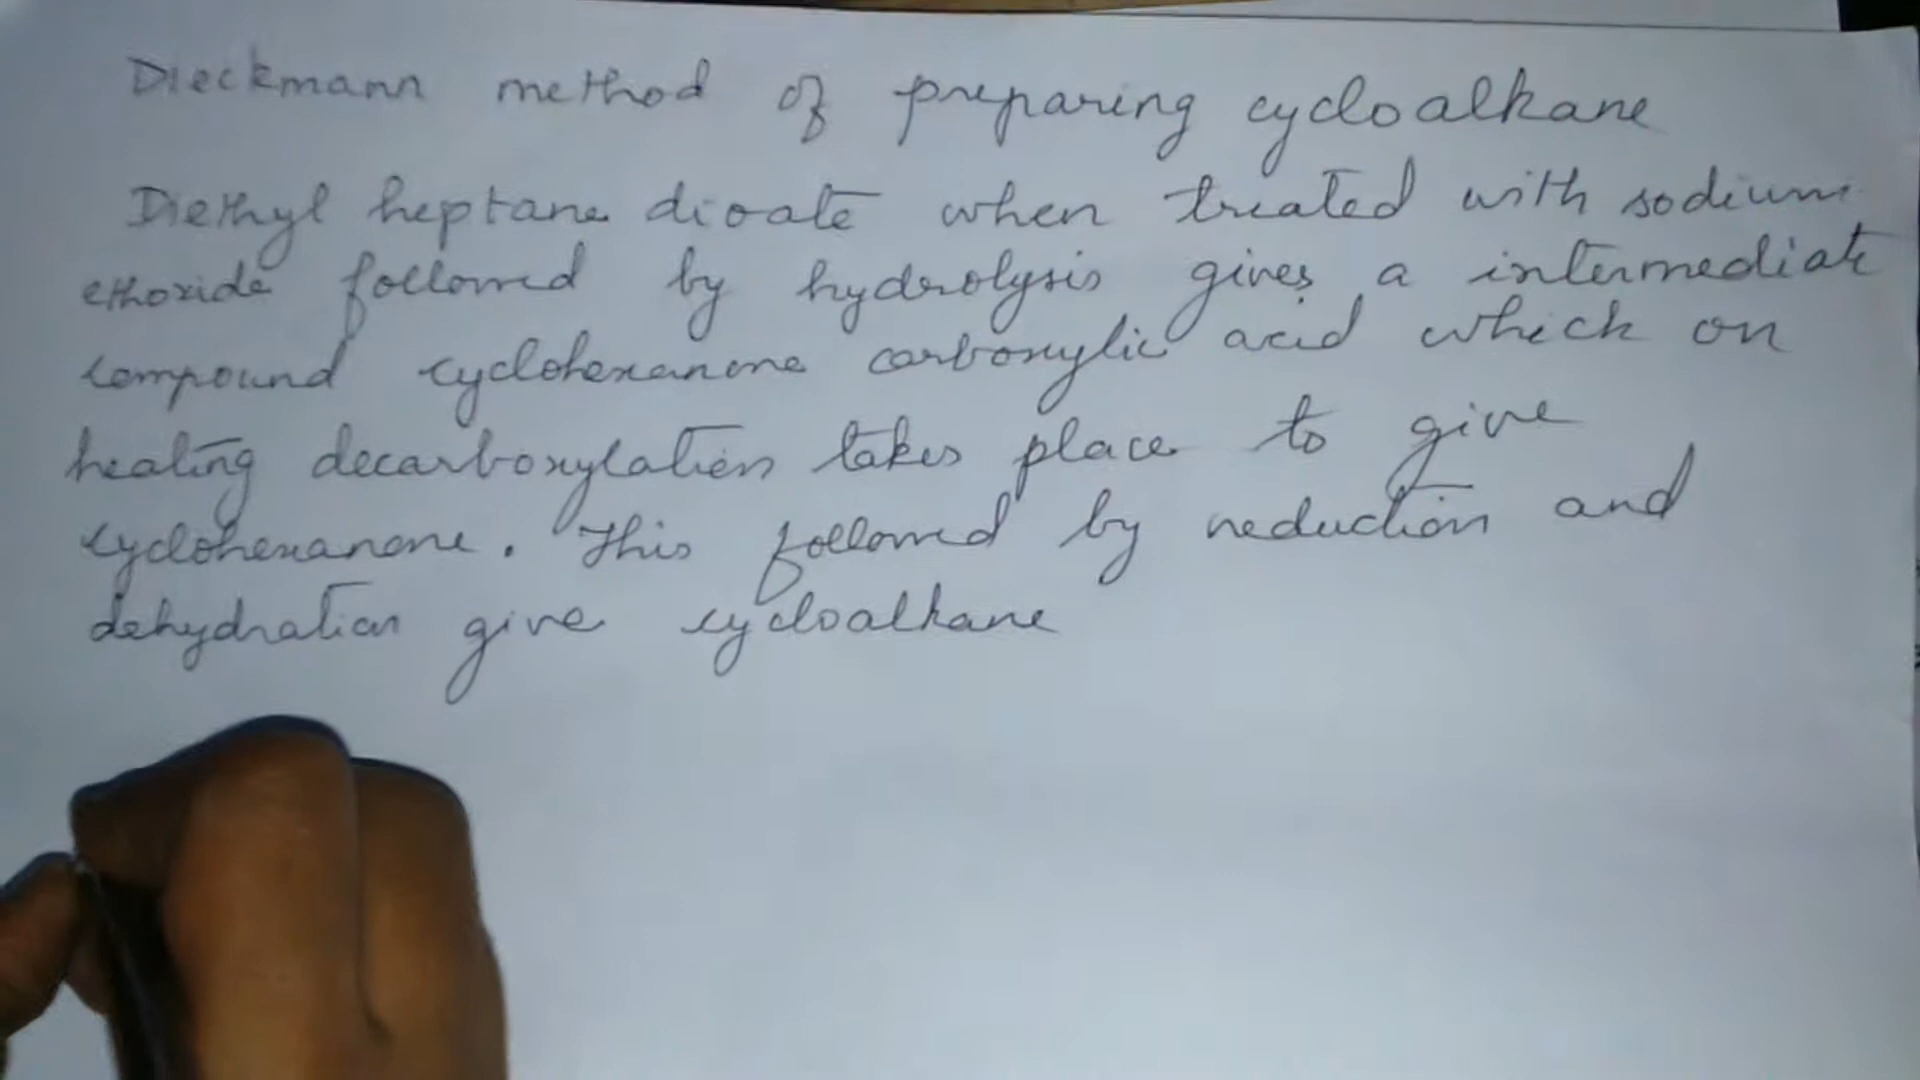 Dieckmann method of preparing cycloalkane
Diethyl heptane dioate when treated with sodium
ethoxide followed by hydrolysis gives a intermediate
compound cyclohexanone carboxylic acid which on
heating decarboxylation takes place to give
cyclohexanone. This followed by reduction and
dehydration give cycloalkane